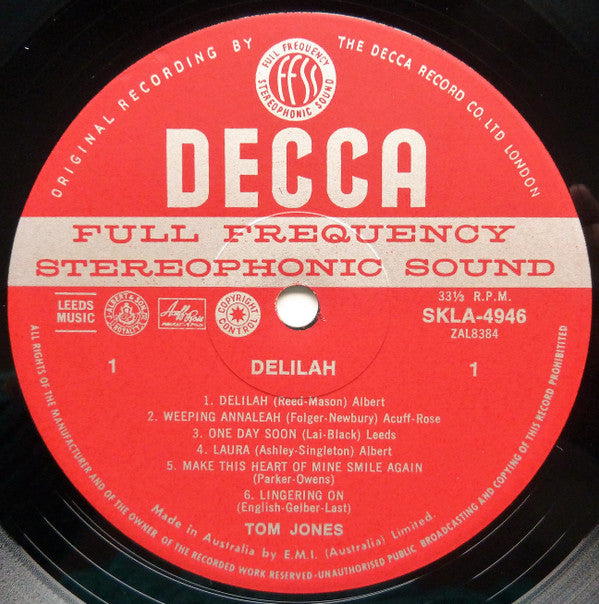 ORIGINAL RECORDING BY
THE DECCA RECORD CO. LTD LONDON
FULL FREQUENCY
ffss
STEREOPHONIC SOUND
DECCA
FULL FREQUENCY
STEREOPHONIC SOUND
LEEDS
MUSIC
J. ALBERT & SON
ROYALTY
Acuff-Rose
COPYRIGHT
CONTROL
33⅓ R.P.M.
SKLA-4946
ZAL8384
1
DELILAH
1
1. DELILAH (Reed-Mason) Albert
2. WEEPING ANNALEAH (Folger-Newbury) Acuff-Rose
3. ONE DAY SOON (Lai-Black) Leeds
4. LAURA (Ashley-Singleton) Albert
5. MAKE THIS HEART OF MINE SMILE AGAIN
(Parker-Owens)
6. LINGERING ON
(English-Gelber-Last)
TOM JONES
Made in Australia by E.M.I. (Australia) Limited.
ALL RIGHTS OF THE MANUFACTURER AND OF THE OWNER OF THE RECORDED WORK RESERVED-UNAUTHORISED PUBLIC BROADCASTING AND COPYING OF THIS RECORD PROHIBITED